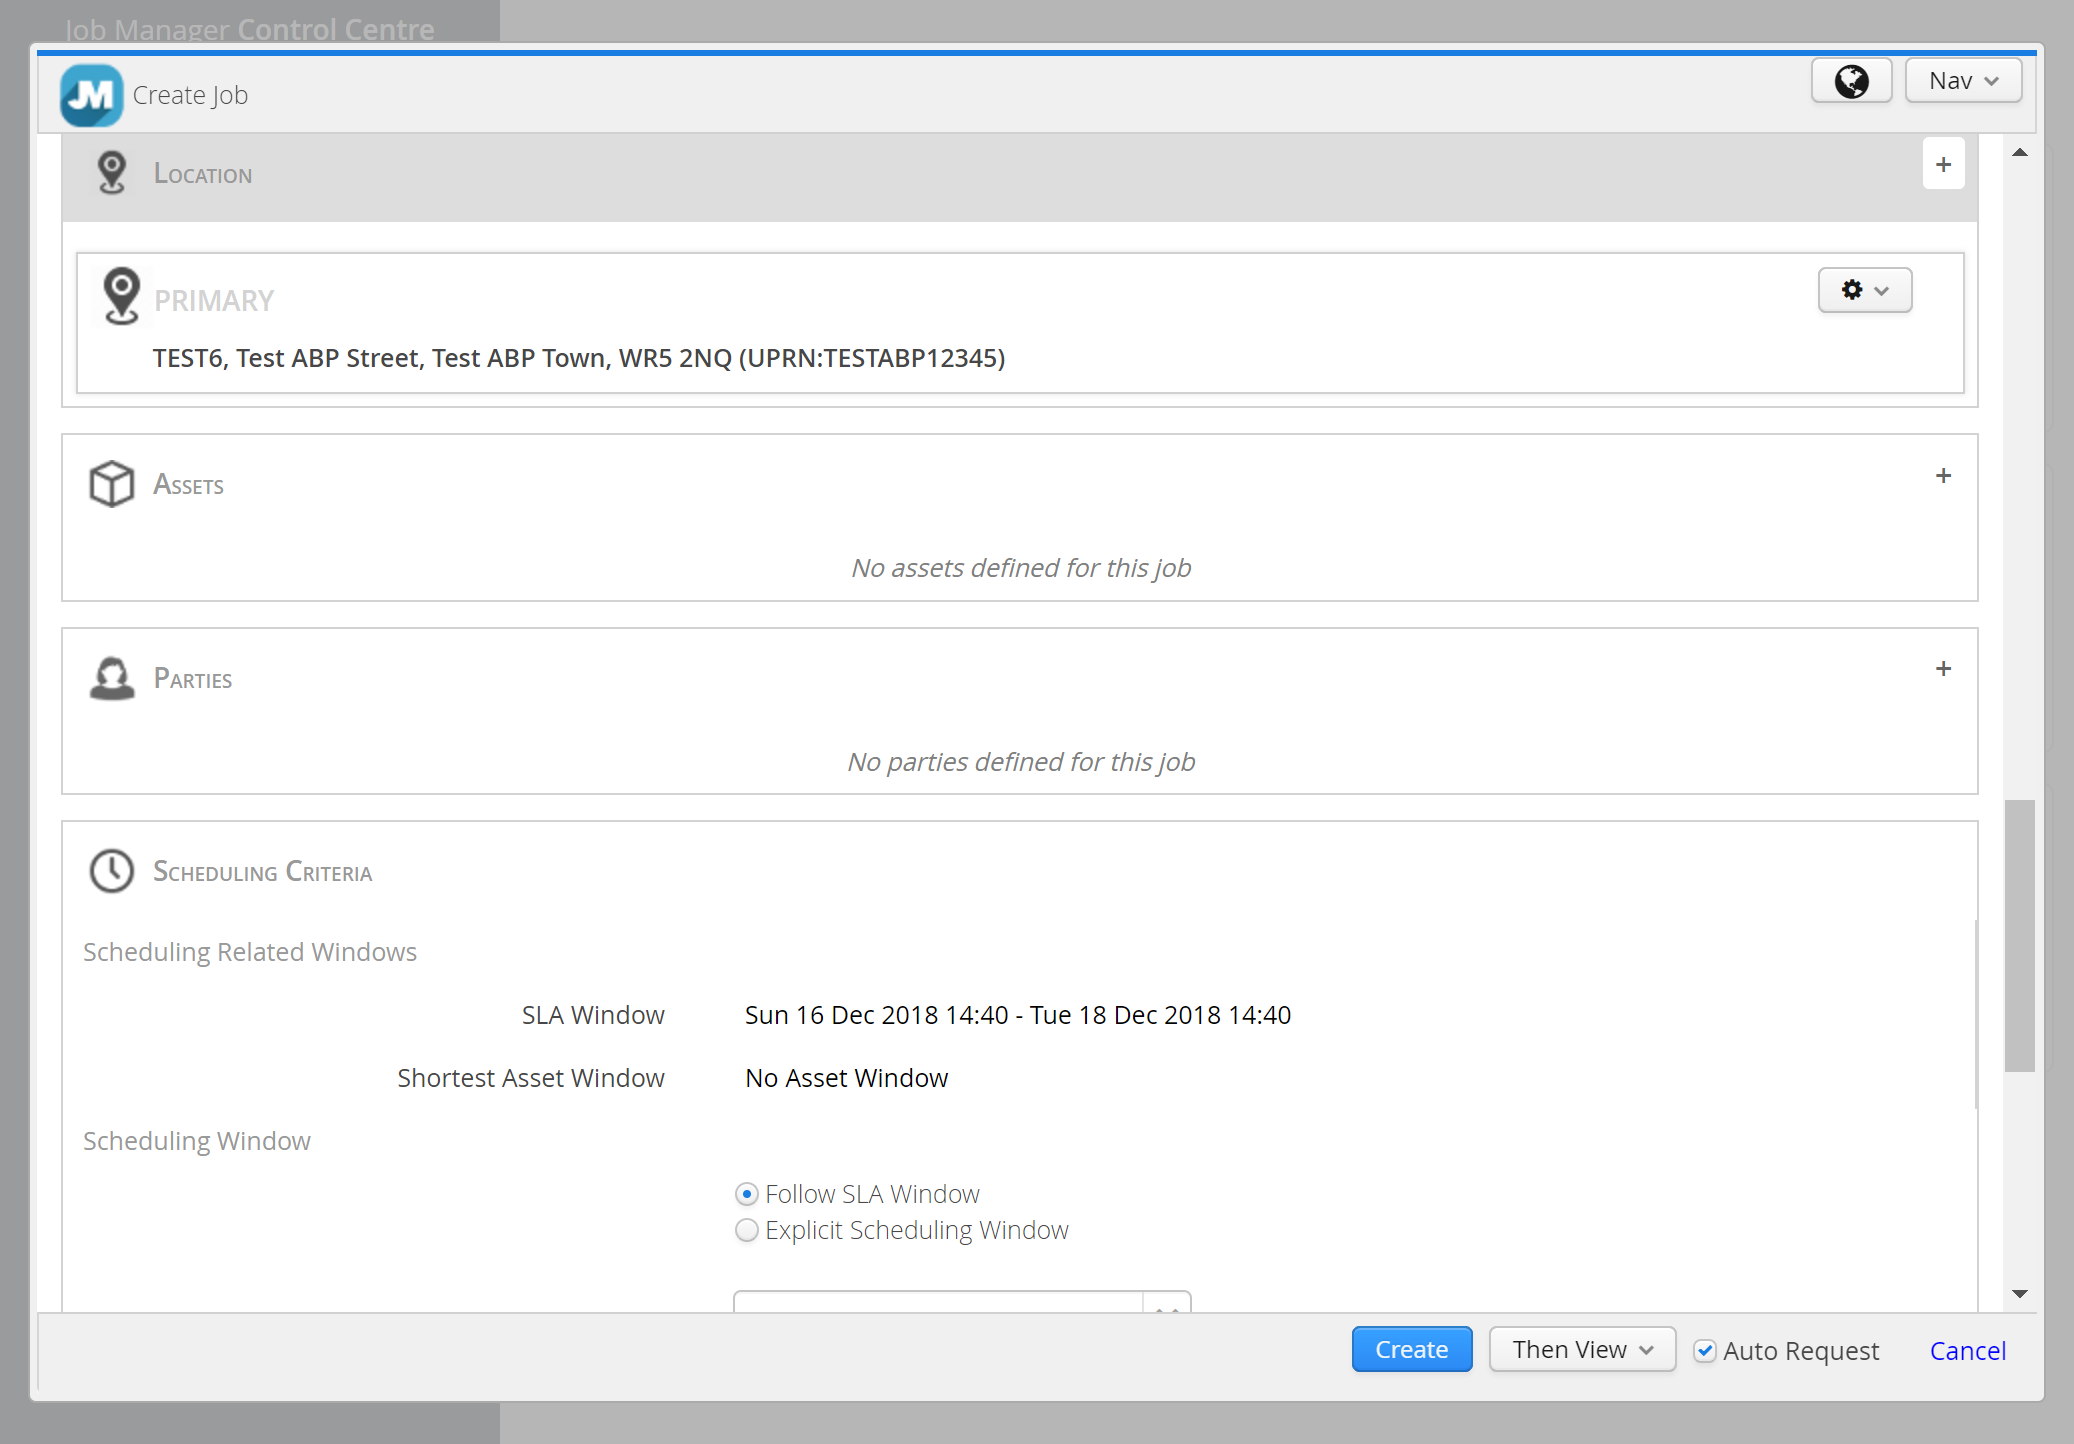 Job Manager Control Centre
JM Create Job
Nav
LOCATION
+
PRIMARY
TEST6, Test ABP Street, Test ABP Town, WR5 2NQ (UPRN:TESTABP12345)
ASSETS
+
No assets defined for this job
PARTIES
+
No parties defined for this job
SCHEDULING CRITERIA
Scheduling Related Windows
SLA Window Sun 16 Dec 2018 14:40 - Tue 18 Dec 2018 14:40
Shortest Asset Window No Asset Window
Scheduling Window
Follow SLA Window
Explicit Scheduling Window
Create Then View Auto Request Cancel